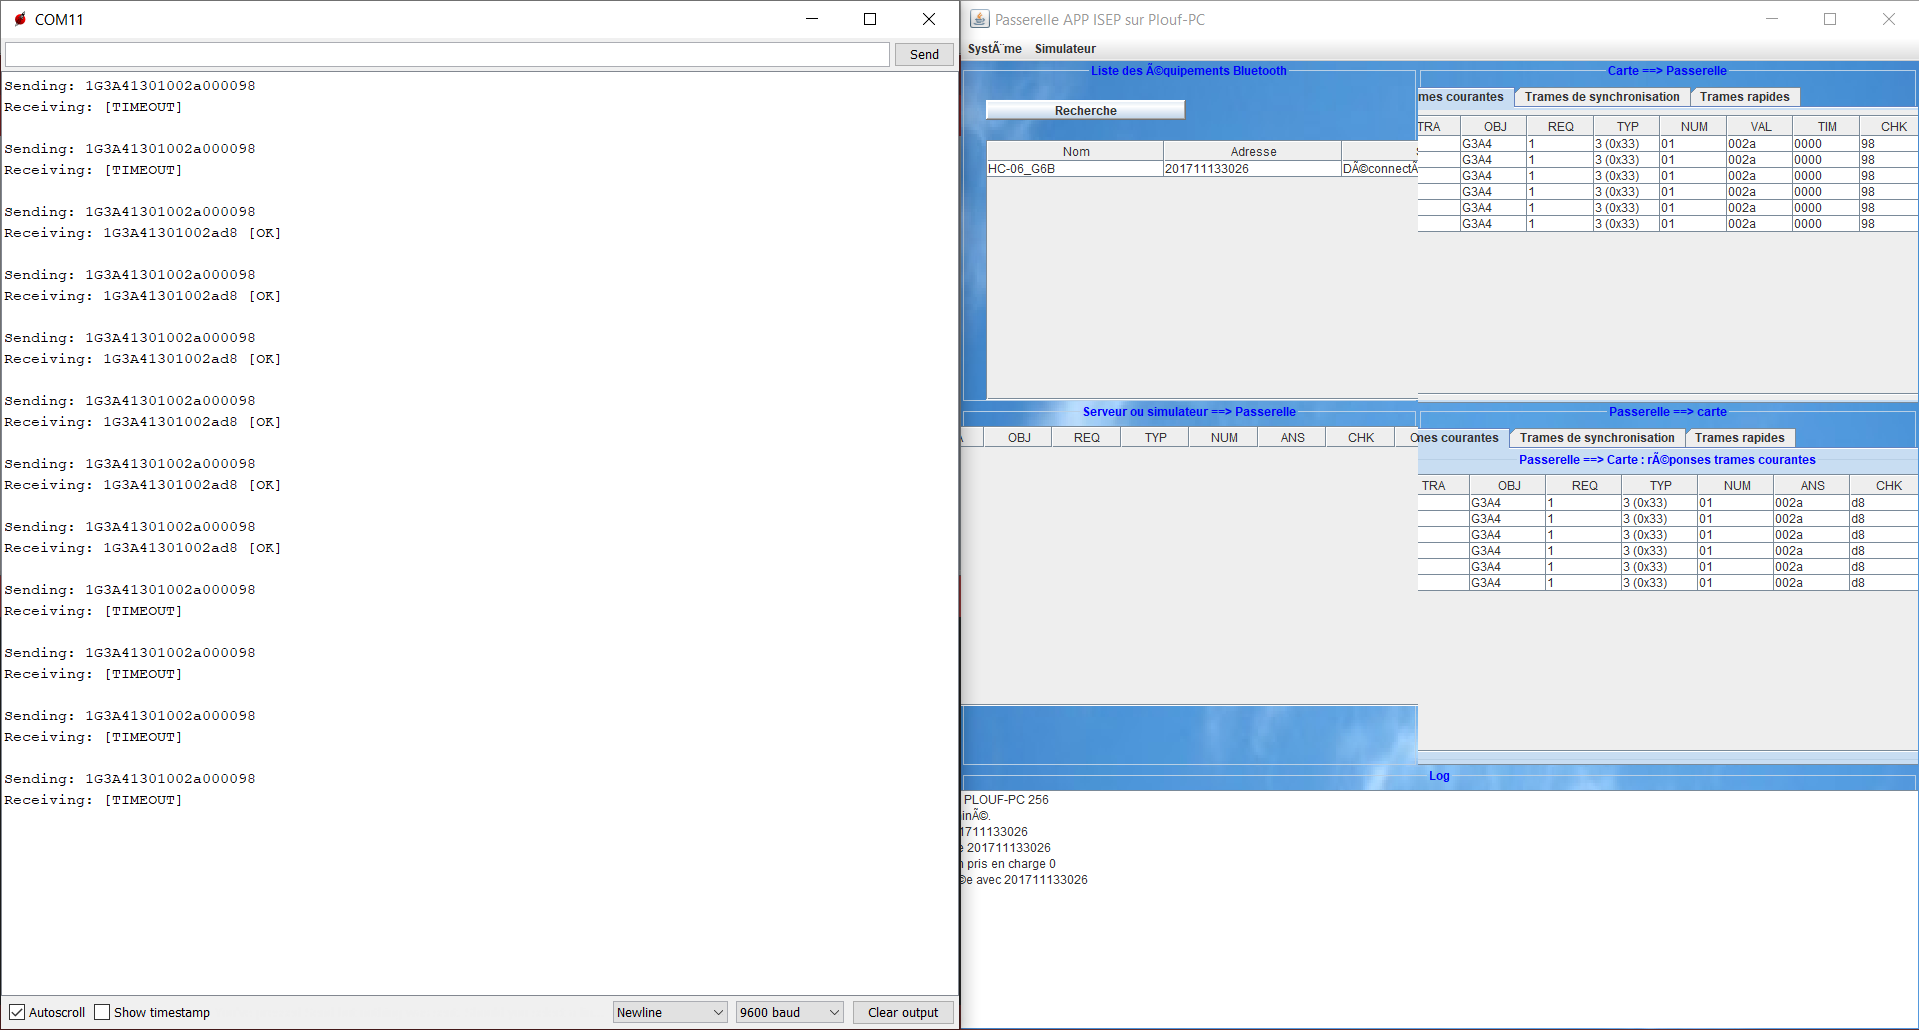 COM11
Send
Sending: 1G3A41301002a000098
Receiving: [TIMEOUT]
Sending: 1G3A41301002a000098
Receiving: [TIMEOUT]
Sending: 1G3A41301002a000098
Receiving: 1G3A41301002ad8 [OK]
Sending: 1G3A41301002a000098
Receiving: 1G3A41301002ad8 [OK]
Sending: 1G3A41301002a000098
Receiving: 1G3A41301002ad8 [OK]
Sending: 1G3A41301002a000098
Receiving: 1G3A41301002ad8 [OK]
Sending: 1G3A41301002a000098
Receiving: 1G3A41301002ad8 [OK]
Sending: 1G3A41301002a000098
Receiving: 1G3A41301002ad8 [OK]
Sending: 1G3A41301002a000098
Receiving: [TIMEOUT]
Sending: 1G3A41301002a000098
Receiving: [TIMEOUT]
Sending: 1G3A41301002a000098
Receiving: [TIMEOUT]
Sending: 1G3A41301002a000098
Receiving: [TIMEOUT]
Autoscroll Show timestamp Newline 9600 baud Clear output
Passerelle APP ISEP sur Plouf-PC
SystÃ¨me Simulateur
Liste des Ã©quipements Bluetooth
Recherche
Nom Adresse
HC-06_G6B 201711133026 DÃ©connectÃ
Carte ==> Passerelle
mes courantes Trames de synchronisation Trames rapides
TRA OBJ REQ TYP NUM VAL TIM CHK
G3A4 1 3 (0x33) 01 002a 0000 98
G3A4 1 3 (0x33) 01 002a 0000 98
G3A4 1 3 (0x33) 01 002a 0000 98
G3A4 1 3 (0x33) 01 002a 0000 98
G3A4 1 3 (0x33) 01 002a 0000 98
G3A4 1 3 (0x33) 01 002a 0000 98
Serveur ou simulateur ==> Passerelle
OBJ REQ TYP NUM ANS CHK
Passerelle ==> carte
nes courantes Trames de synchronisation Trames rapides
Passerelle ==> Carte : rÃ©ponses trames courantes
TRA OBJ REQ TYP NUM ANS CHK
G3A4 1 3 (0x33) 01 002a d8
G3A4 1 3 (0x33) 01 002a d8
G3A4 1 3 (0x33) 01 002a d8
G3A4 1 3 (0x33) 01 002a d8
G3A4 1 3 (0x33) 01 002a d8
G3A4 1 3 (0x33) 01 002a d8
Log
PLOUF-PC 256
inÃ©.
1711133026
e 201711133026
pris en charge 0
©e avec 201711133026